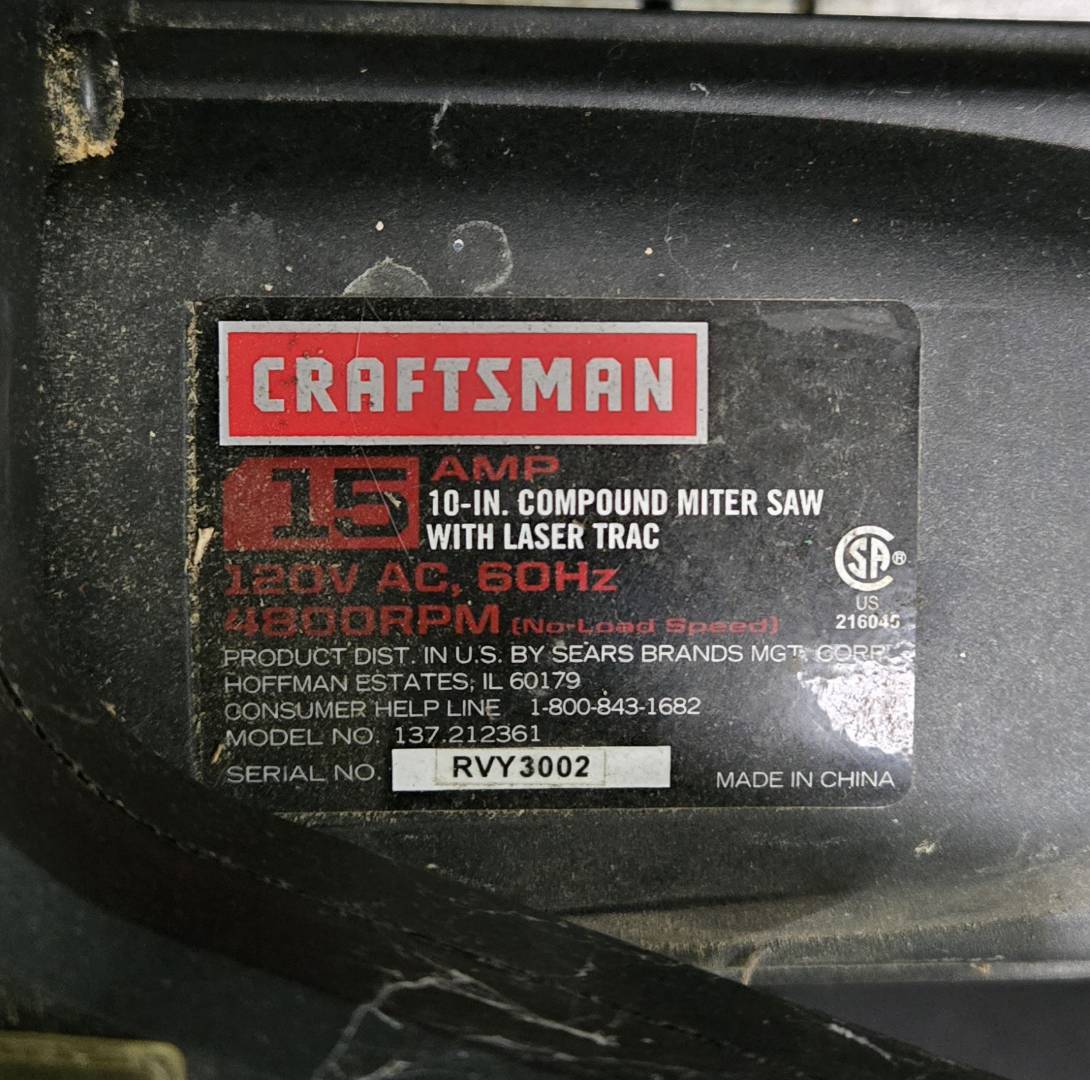 CRAFTSMAN
15 AMP
10-IN. COMPOUND MITER SAW
WITH LASER TRAC
120V AC, 60Hz
4800RPM (No-Load Speed)
SA®
US
216045
PRODUCT DIST. IN U.S. BY SEARS BRANDS MGT. CORP.
HOFFMAN ESTATES, IL 60179
CONSUMER HELP LINE 1-800-843-1682
MODEL NO. 137.212361
SERIAL NO. RVY3002
MADE IN CHINA